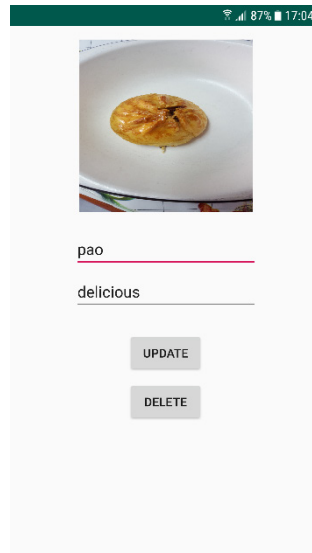 87% 17:04
pao
delicious
UPDATE
DELETE